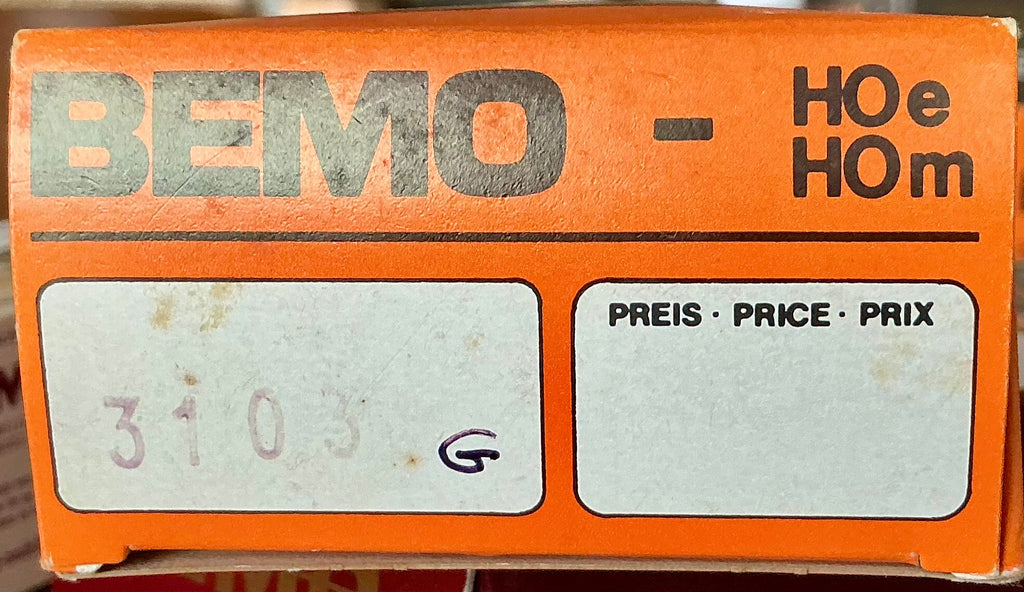 BEMO - HOe
HOm
PREIS · PRICE · PRIX
3103 G